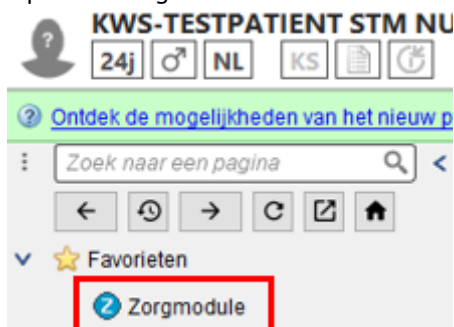 KWS-TESTPATIENT STM NU
24j ♂ NL KS
Ontdek de mogelijkheden van het nieuw p
Zoek naar een pagina
Favorieten
Zorgmodule